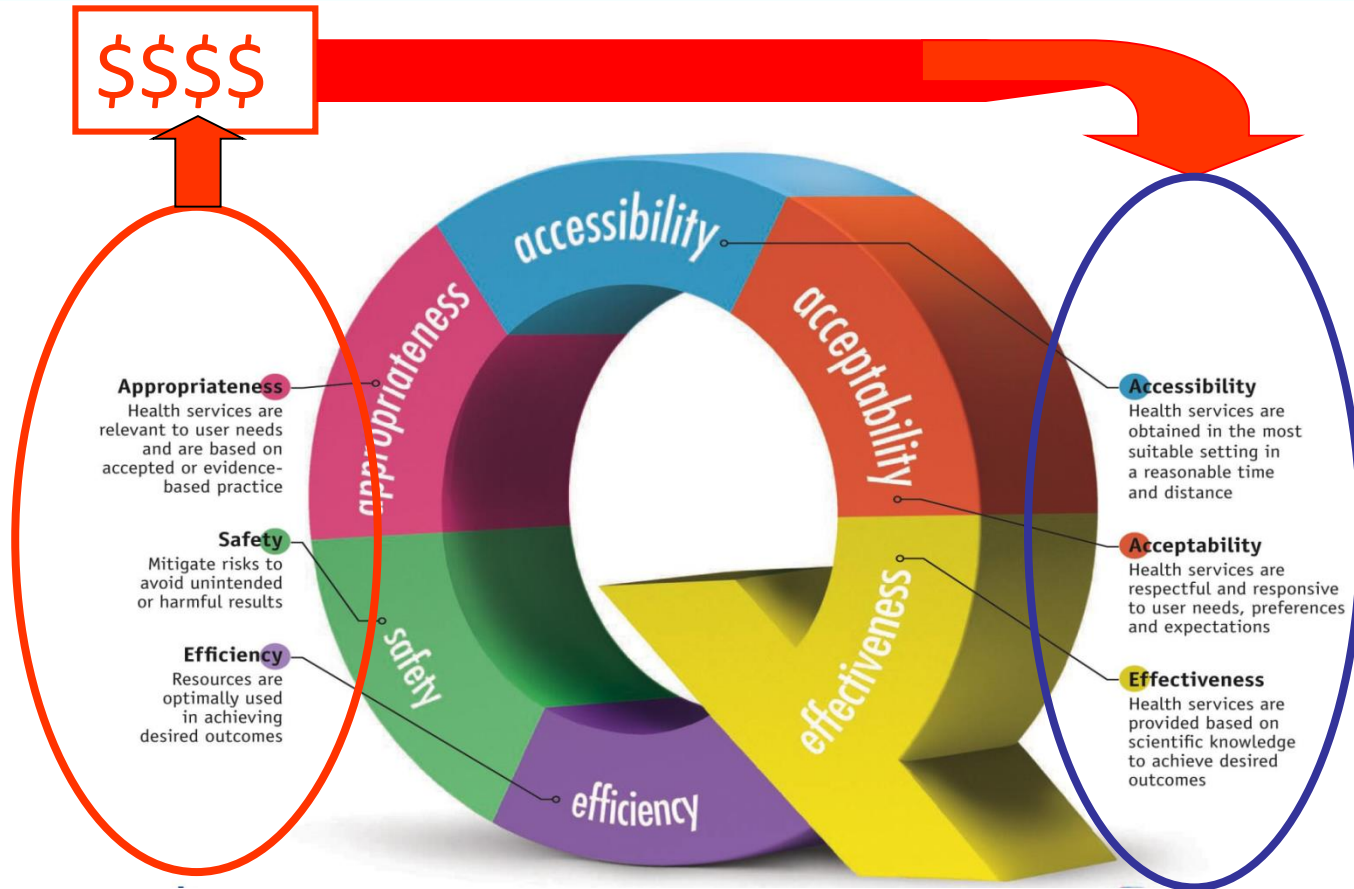 $$$$
accessibility
acceptability
appropriateness
effectiveness
safety
efficiency
Appropriateness
Health services are
relevant to user needs
and are based on
accepted or evidence-
based practice
Safety
Mitigate risks to
avoid unintended
or harmful results
Efficiency
Resources are
optimally used
in achieving
desired outcomes
Accessibility
Health services are
obtained in the most
suitable setting in
a reasonable time
and distance
Acceptability
Health services are
respectful and responsive
to user needs, preferences
and expectations
Effectiveness
Health services are
provided based on
scientific knowledge
to achieve desired
outcomes